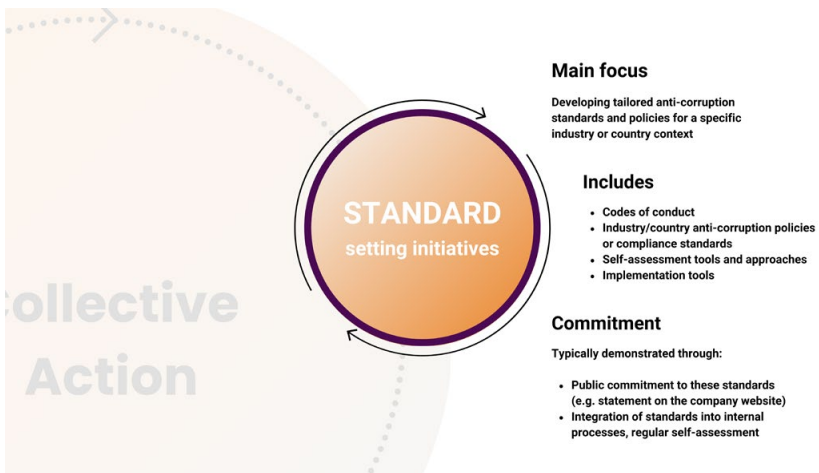 Main focus
Developing tailored anti-corruption
standards and policies for a specific
industry or country context
STANDARD
setting initiatives
Includes
• Codes of conduct
• Industry/country anti-corruption policies
or compliance standards
• Self-assessment tools and approaches
• Implementation tools
ollective
Action
Commitment
Typically demonstrated through:
• Public commitment to these standards
(e.g. statement on the company website)
• Integration of standards into internal
processes, regular self-assessment